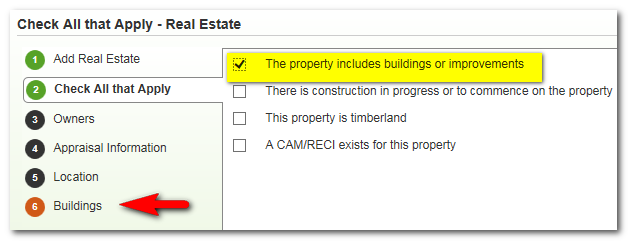 Check All that Apply - Real Estate
1 Add Real Estate
2 Check All that Apply
3 Owners
4 Appraisal Information
5 Location
6 Buildings
The property includes buildings or improvements
There is construction in progress or to commence on the property
This property is timberland
A CAM/RECI exists for this property